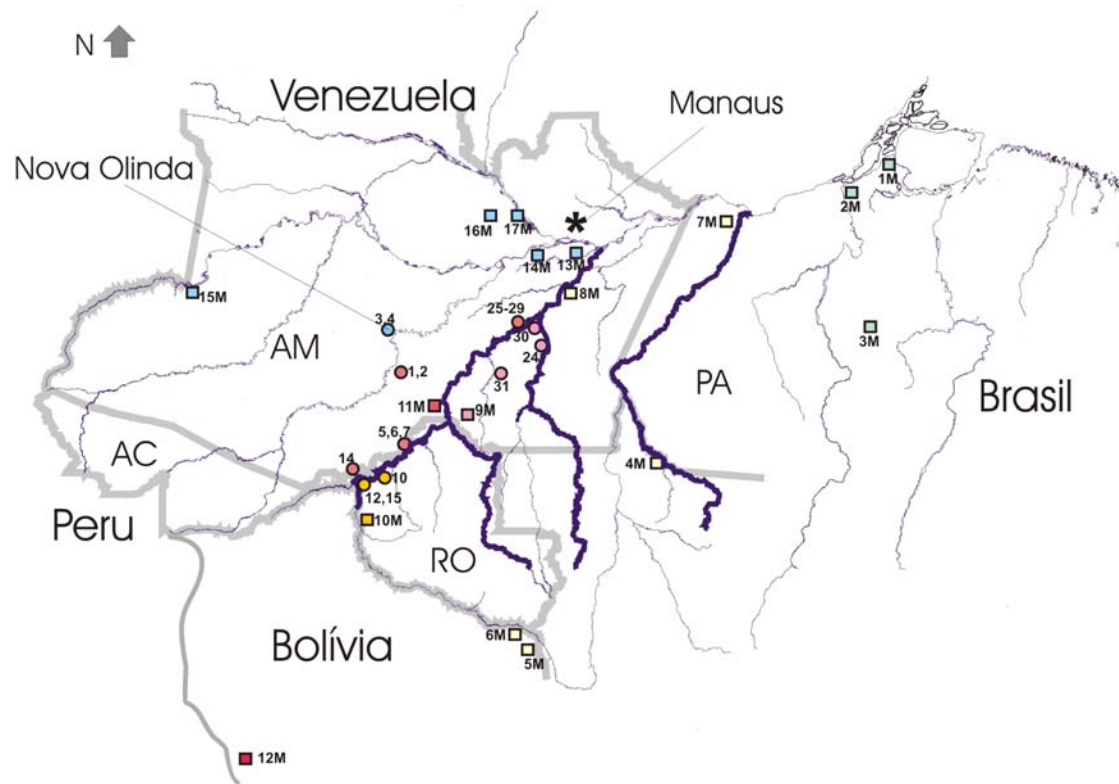 N
Venezuela
Manaus
Nova Olinda
1M
2M
16M
17M
7M
14M
13M
15M
8M
25-29
3,4
30
3M
AM
24
PA
1,2
31
Brasil
11M
9M
5,6,7
AC
14
10
4M
12,15
Peru
10M
RO
6M
Bolívia
5M
12M